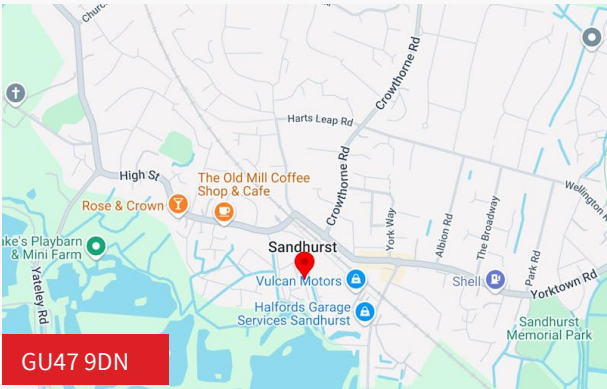 Church
Crowthorne Rd
Harts Leap Rd
High St
The Old Mill Coffee
Shop & Cafe
Rose & Crown
Crowthorne Rd
Wellington R
York Way
Albion Rd
The Broadway
Park Rd
Sandhurst
ke's Playbarn
& Mini Farm
Yateley Rd
Vulcan Motors
Shell
Yorktown Rd
Halfords Garage
Services Sandhurst
Sandhurst
Memorial Park
GU47 9DN